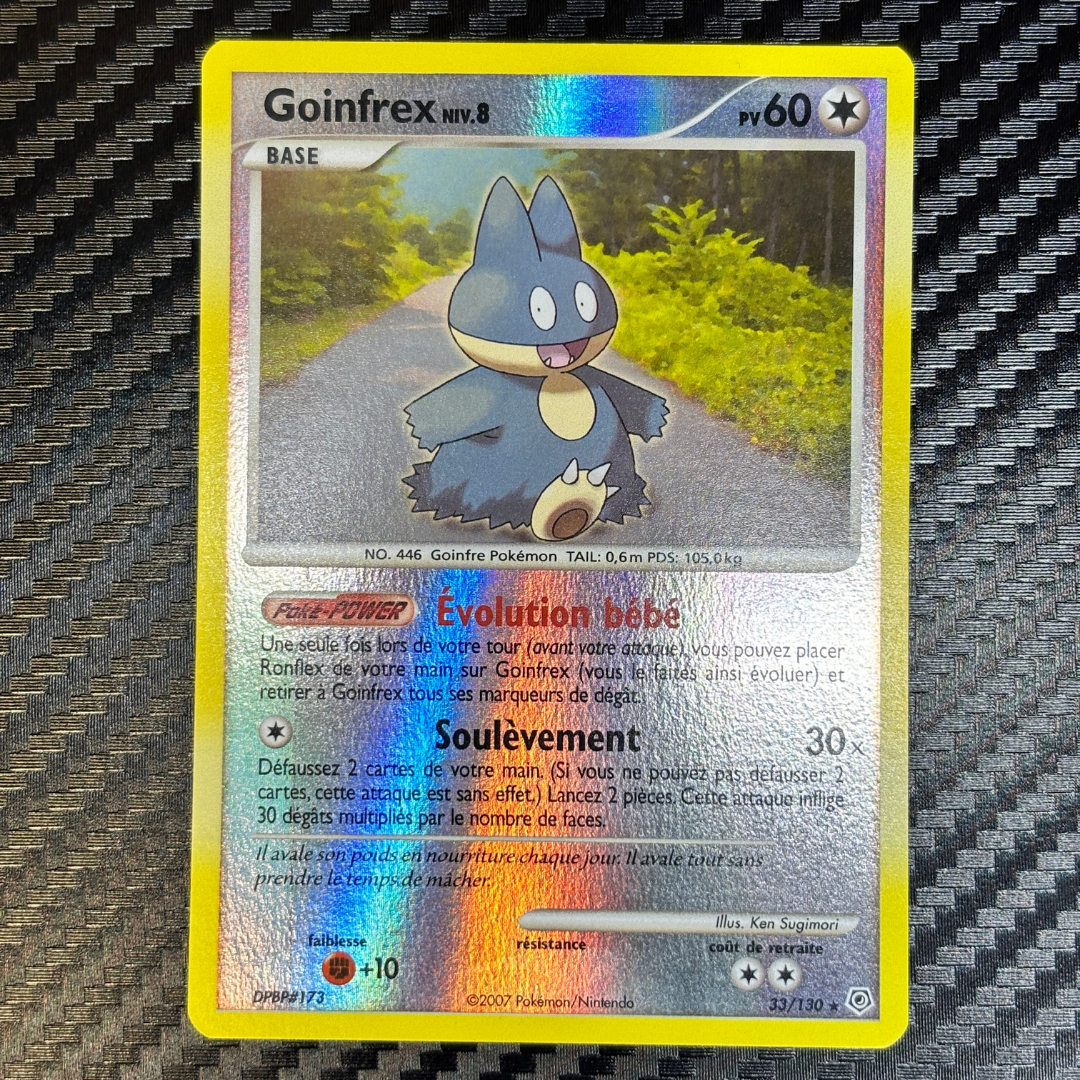 Goinfrex NIV.8 PV 60
BASE
NO. 446 Goinfre Pokémon TAIL: 0,6 m PDS: 105,0 kg
Poké-POWER Évolution bébé
Une seule fois lors de votre tour (avant votre attaque), vous pouvez placer
Ronflex de votre main sur Goinfrex (vous le faites ainsi évoluer) et
retirer à Goinfrex tous ses marqueurs de dégât.
Soulèvement 30x
Défaussez 2 cartes de votre main. (Si vous ne pouvez pas défausser 2
cartes, cette attaque est sans effet.) Lancez 2 pièces. Cette attaque inflige
30 dégâts multipliés par le nombre de faces.
Il avale son poids en nourriture chaque jour. Il avale tout sans
prendre le temps de mâcher.
Illus. Ken Sugimori
faiblesse résistance coût de retraite
+10
DPBP#173 ©2007 Pokémon/Nintendo 33/130 ★